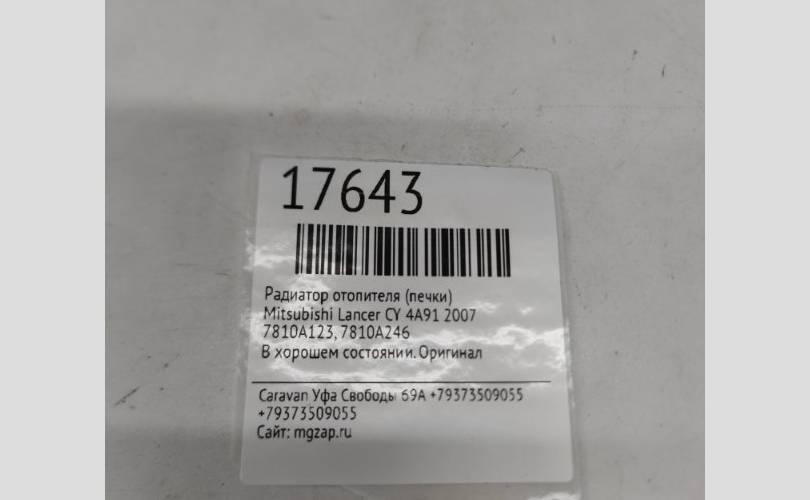 17643
Радиатор отопителя (печки)
Mitsubishi Lancer CY 4A91 2007
7810A123, 7810A246
В хорошем состоянии. Оригинал
Caravan Уфа Свободы 69А +79373509055
+79373509055
Сайт: mgzap.ru